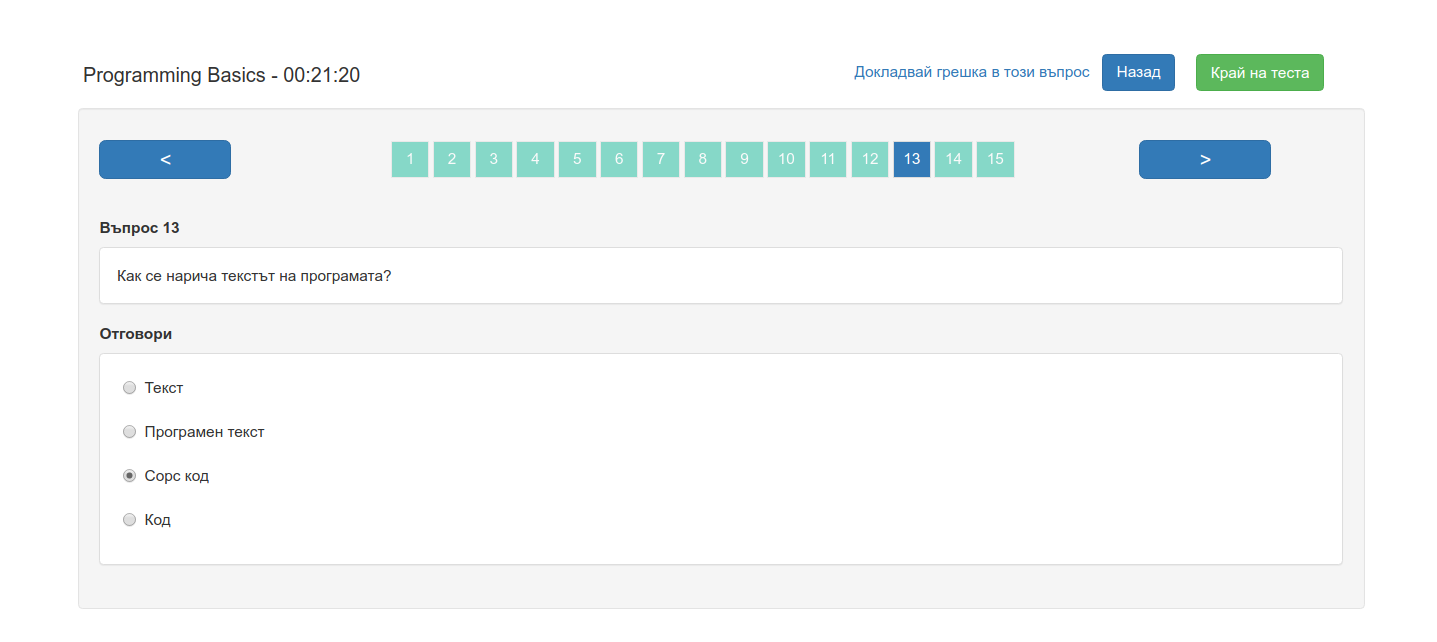 Programming Basics - 00:21:20
Докладвай грешка в този въпрос Назад Край на теста
< 1 2 3 4 5 6 7 8 9 10 11 12 13 14 15 >
Въпрос 13
Как се нарича текстът на програмата?
Отговори
Текст
Програмен текст
Сорс код
Код